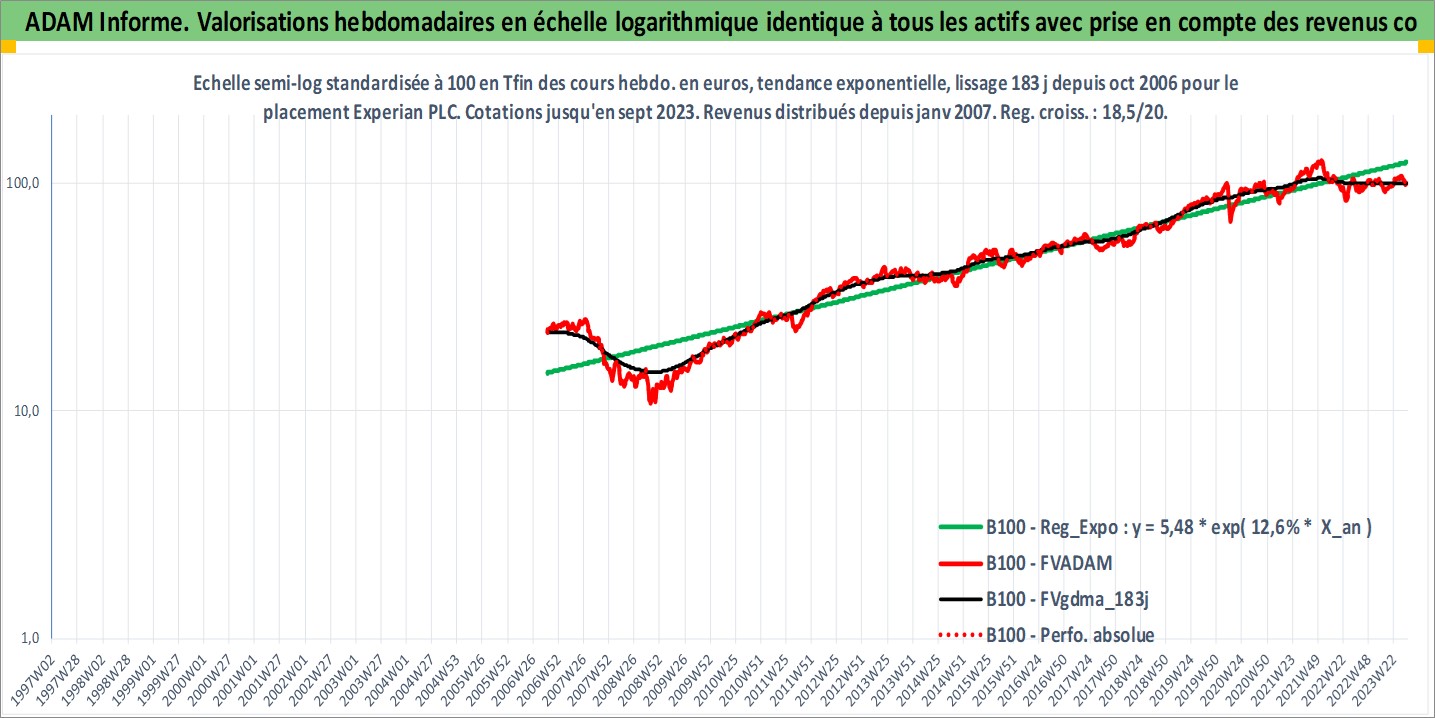 ADAM Informe. Valorisations hebdomadaires en échelle logarithmique identique à tous les actifs avec prise en compte des revenus co
Echelle semi-log standardisée à 100 en Tfin des cours hebdo. en euros, tendance exponentielle, lissage 183 j depuis oct 2006 pour le
placement Experian PLC. Cotations jusqu'en sept 2023. Revenus distribués depuis janv 2007. Reg. croiss. : 18,5/20.
100,0
10,0
1,0
B100 - Reg_Expo : y = 5,48 * exp( 12,6% * X_an )
B100 - FVADAM
B100 - FVgdma_183j
B100 - Perfo. absolue
1997W02
1997W28
1998W02
1998W28
1999W01
1999W27
2000W01
2000W27
2001W01
2001W27
2002W01
2002W27
2003W01
2003W27
2004W01
2004W27
2004W53
2005W26
2005W52
2006W26
2006W52
2007W26
2007W52
2008W26
2008W52
2009W26
2009W52
2010W25
2010W51
2011W25
2011W51
2012W25
2012W51
2013W25
2013W51
2014W25
2014W51
2015W25
2015W51
2016W24
2016W50
2017W24
2017W50
2018W24
2018W50
2019W24
2019W50
2020W24
2020W50
2021W23
2021W49
2022W22
2022W48
2023W22